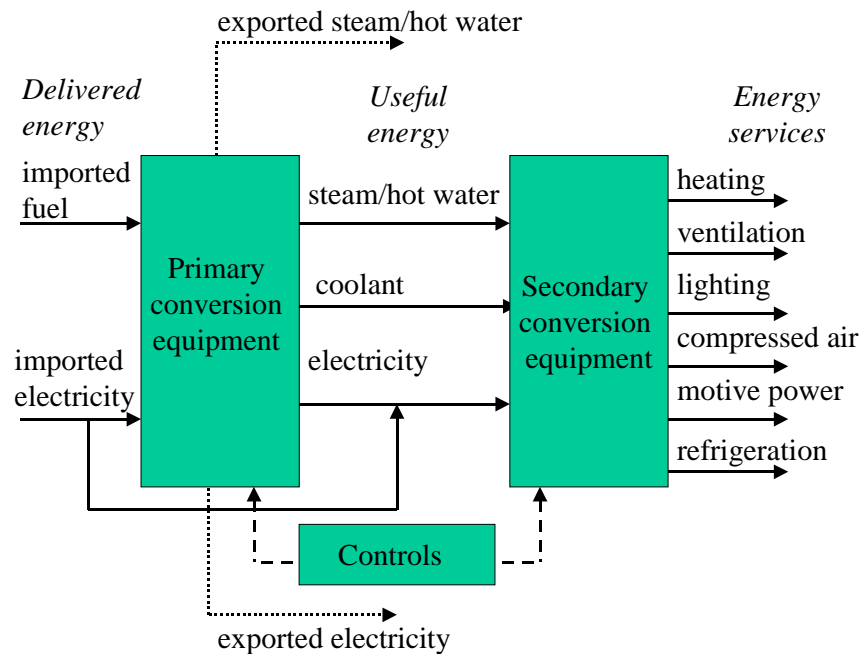 exported steam/hot water
Delivered
energy
Useful
energy
Energy
services
imported
fuel
steam/hot water
heating
ventilation
Primary
conversion
equipment
coolant
Secondary
conversion
equipment
lighting
compressed air
imported
electricity
electricity
motive power
refrigeration
Controls
exported electricity